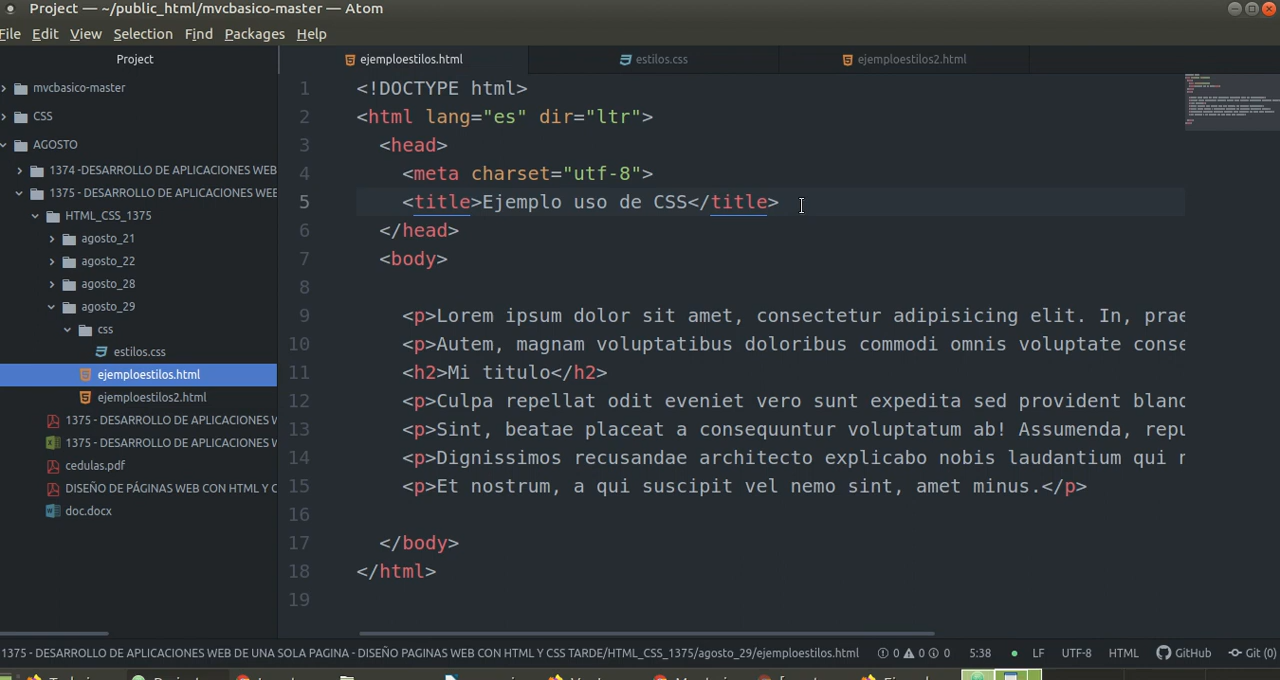 Project — ~/public_html/mvcbasico-master — Atom
File Edit View Selection Find Packages Help
Project
ejemploestilos.html
estilos.css
ejemploestilos2.html
mvcbasico-master
CSS
AGOSTO
1374 -DESARROLLO DE APLICACIONES WEB
1375 - DESARROLLO DE APLICACIONES WEB
HTML_CSS_1375
agosto_21
agosto_22
agosto_28
agosto_29
css
estilos.css
ejemploestilos.html
ejemploestilos2.html
1375 - DESARROLLO DE APLICACIONES W
1375 - DESARROLLO DE APLICACIONES W
cedulas.pdf
DISEÑO DE PÁGINAS WEB CON HTML Y C
doc.docx
1 <!DOCTYPE html>
2 <html lang="es" dir="ltr">
3 <head>
4 <meta charset="utf-8">
5 <title>Ejemplo uso de CSS</title>
6 </head>
7 <body>
8
9 <p>Lorem ipsum dolor sit amet, consectetur adipisicing elit. In, prae
10 <p>Autem, magnam voluptatibus doloribus commodi omnis voluptate conse
11 <h2>Mi titulo</h2>
12 <p>Culpa repellat odit eveniet vero sunt expedita sed provident bland
13 <p>Sint, beatae placeat a consequuntur voluptatum ab! Assumenda, repu
14 <p>Dignissimos recusandae architecto explicabo nobis laudantium qui
15 <p>Et nostrum, a qui suscipit vel nemo sint, amet minus.</p>
16
17 </body>
18 </html>
19
1375 - DESARROLLO DE APLICACIONES WEB DE UNA SOLA PAGINA - DISEÑO PAGINAS WEB CON HTML Y CSS TARDE/HTML_CSS_1375/agosto_29/ejemploestilos.html 0 0 0 5:38 LF UTF-8 HTML GitHub Git (0)